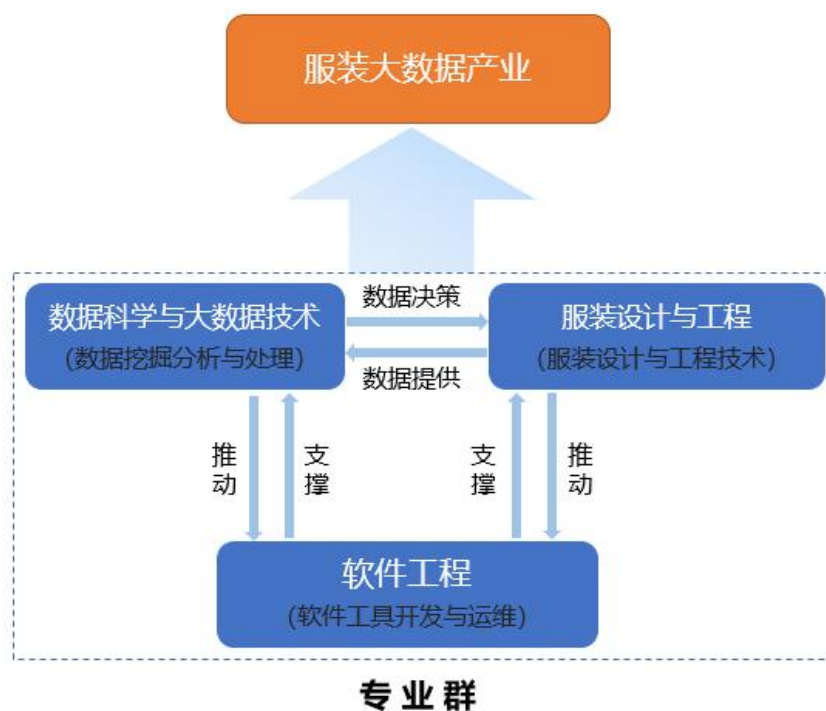 服装大数据产业
数据科学与大数据技术
(数据挖掘分析与处理)
数据决策
数据提供
服装设计与工程
(服装设计与工程技术)
推动
支撑
支撑
推动
软件工程
(软件工具开发与运维)
专业群